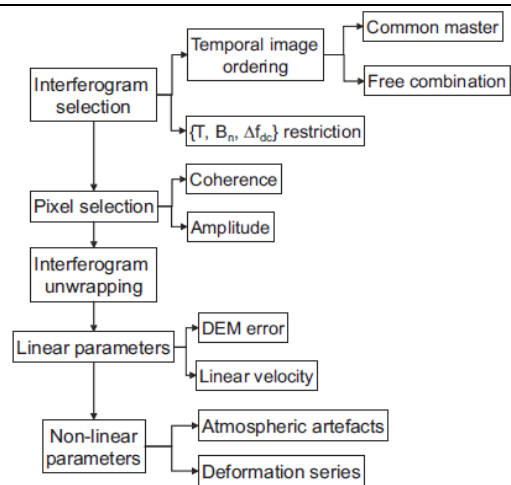 Temporal image
ordering
Common master
Free combination
Interferogram
selection
{T, Bn, Δfdc} restriction
Pixel selection
Coherence
Amplitude
Interferogram
unwrapping
Linear parameters
DEM error
Linear velocity
Non-linear
parameters
Atmospheric artefacts
Deformation series